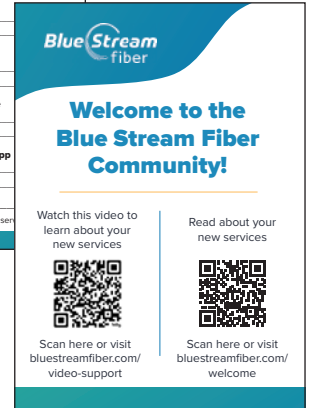 Blue Stream
fiber
Welcome to the
Blue Stream Fiber
Community!
Watch this video to
learn about your
new services
Scan here or visit
bluestreamfiber.com/
video-support
Read about your
new services
Scan here or visit
bluestreamfiber.com/
welcome